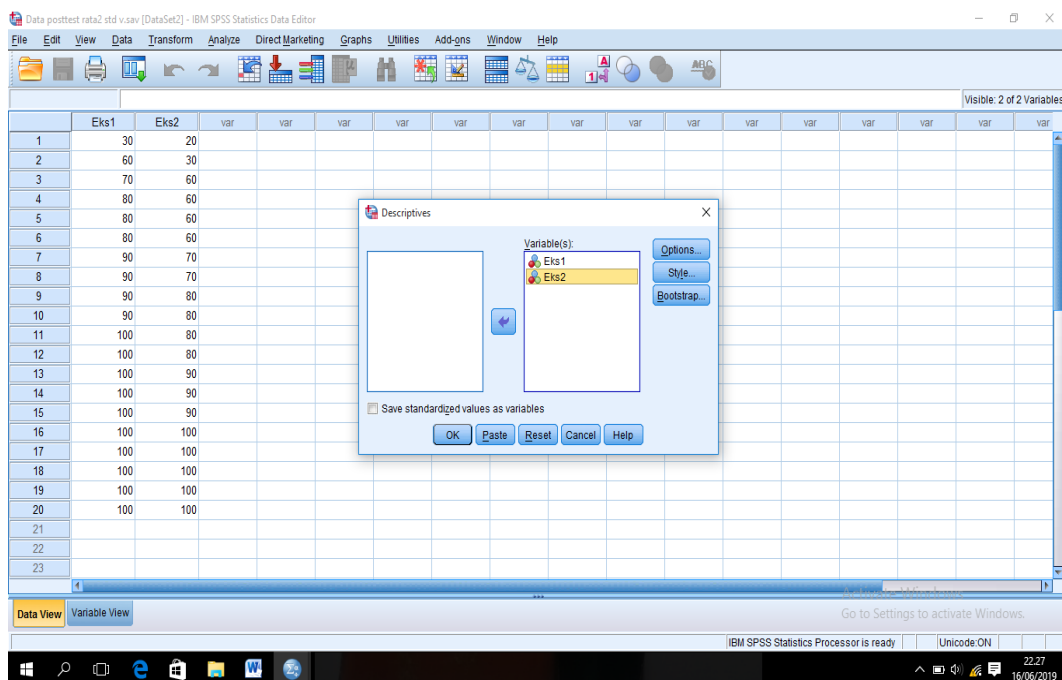 Data posttest rata2 std v.sav [DataSet2] - IBM SPSS Statistics Data Editor
File Edit View Data Transform Analyze Direct Marketing Graphs Utilities Add-ons Window Help
Visible: 2 of 2 Variables
Eks1 Eks2 var var var var var var var var var var var var var var var
1 30 20
2 60 30
3 70 60
4 80 60
5 80 60
6 80 60
7 90 70
8 90 70
9 90 80
10 90 80
11 100 80
12 100 80
13 100 90
14 100 90
15 100 90
16 100 100
17 100 100
18 100 100
19 100 100
20 100 100
21
22
23
Descriptives
Variable(s):
Eks1
Eks2
Options...
Style...
Bootstrap...
Save standardized values as variables
OK Paste Reset Cancel Help
Activate Windows
Go to Settings to activate Windows.
Data View Variable View
IBM SPSS Statistics Processor is ready Unicode:ON
22.27
16/06/2019